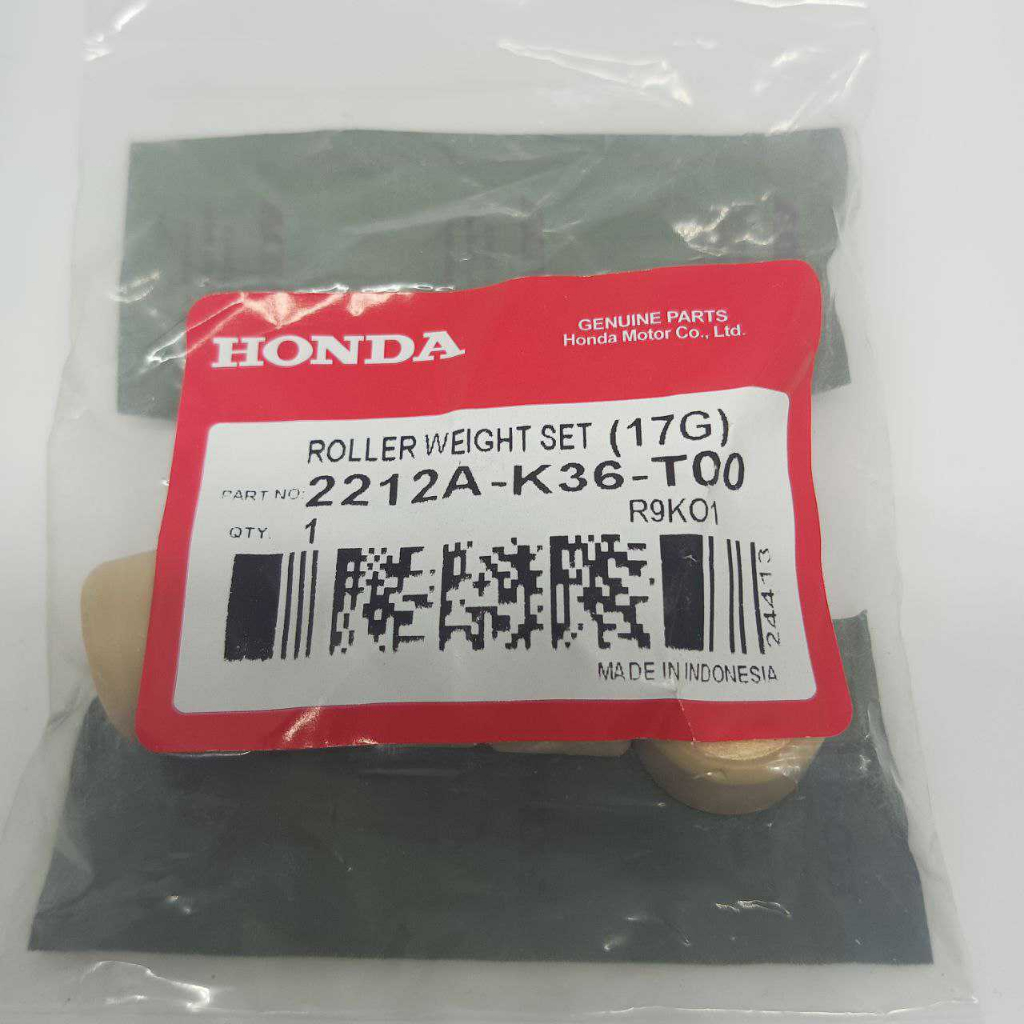 HONDA
GENUINE PARTS
Honda Motor Co., Ltd.
ROLLER WEIGHT SET (17G)
PART NO: 2212A-K36-T00
R9KO1
QTY. 1
24413
MADE IN INDONESIA